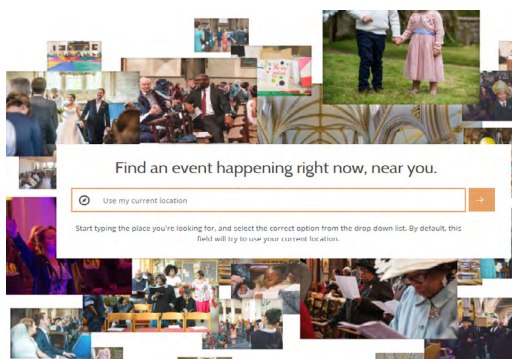 Find an event happening right now, near you.
Use my current location
Start typing the place you're looking for, and select the correct option from the drop down list. By default, this
field will try to use your current location.